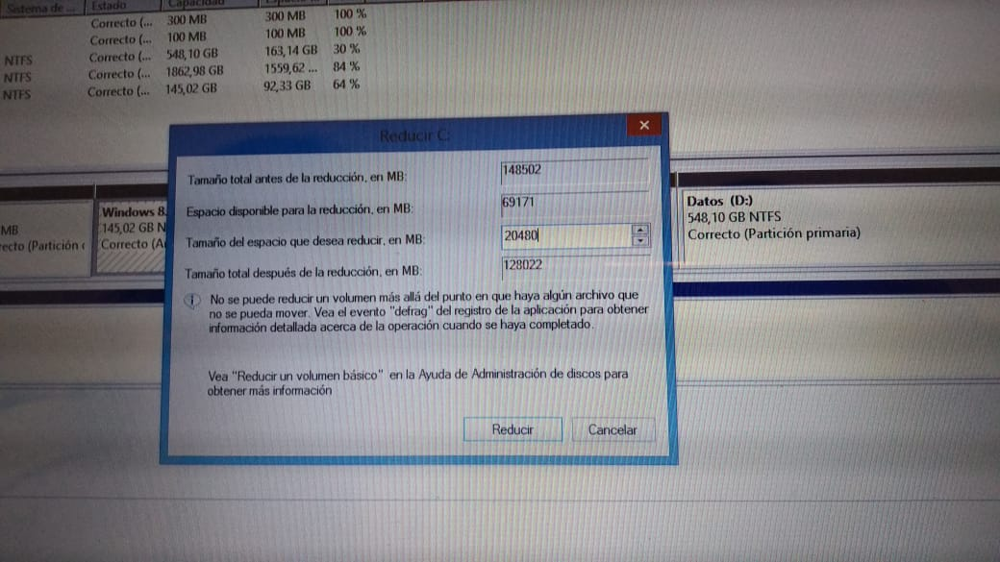 Sistema de ... Estado Capacidad
Correcto (... 300 MB 300 MB 100 %
Correcto (... 100 MB 100 MB 100 %
NTFS Correcto (... 548,10 GB 163,14 GB 30 %
NTFS Correcto (... 1862,98 GB 1559,62 ... 84 %
NTFS Correcto (... 145,02 GB 92,33 GB 64 %
Reducir C:
Tamaño total antes de la reducción, en MB: 148502
Espacio disponible para la reducción, en MB: 69171
Tamaño del espacio que desea reducir, en MB: 20480
Tamaño total después de la reducción, en MB: 128022
No se puede reducir un volumen más allá del punto en que haya algún archivo que
no se pueda mover. Vea el evento "defrag" del registro de la aplicación para obtener
información detallada acerca de la operación cuando se haya completado.
Vea "Reducir un volumen básico" en la Ayuda de Administración de discos para
obtener más información
Reducir Cancelar
MB
recto (Partición
Windows 8.
145,02 GB N
Correcto (A
Datos (D:)
548,10 GB NTFS
Correcto (Partición primaria)